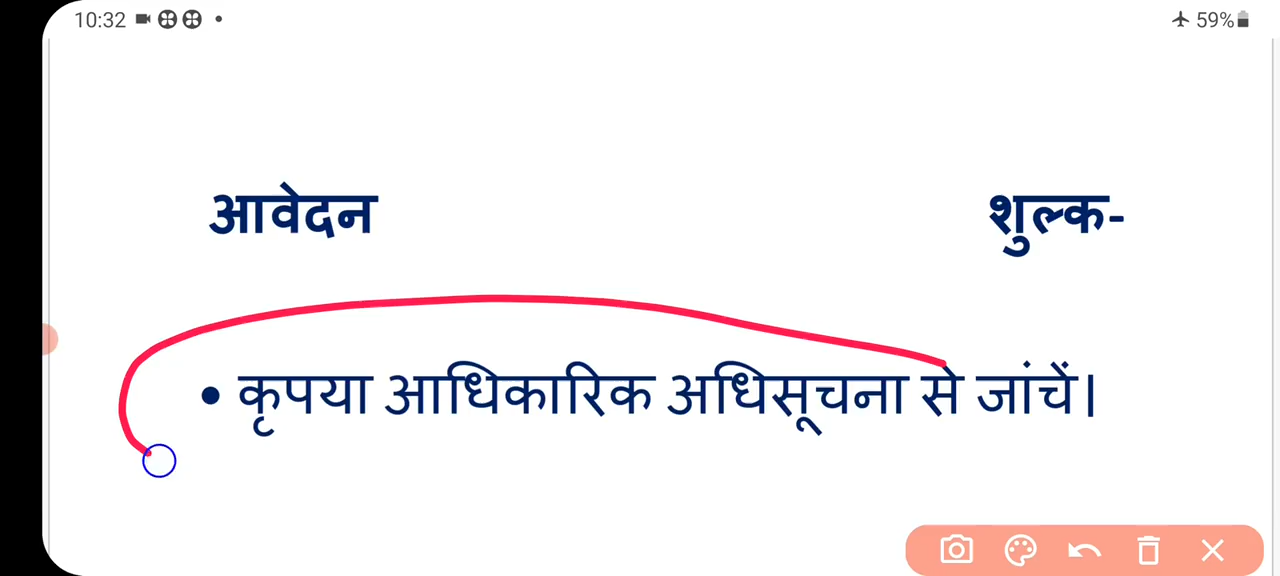 10:32 59%
आवेदन शुल्क-
• कृपया आधिकारिक अधिसूचना से जांचें।